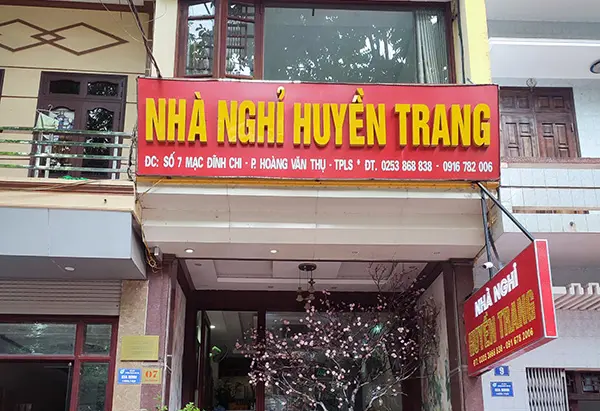 NHÀ NGHỈ HUYỀN TRANG
ĐC: SỐ 7 MẠC ĐĨNH CHI - P. HOÀNG VĂN THỤ - TPLS * ĐT. 0253 868 838 - 0916 782 006
NHÀ NGHỈ
HUYỀN TRANG
07
9